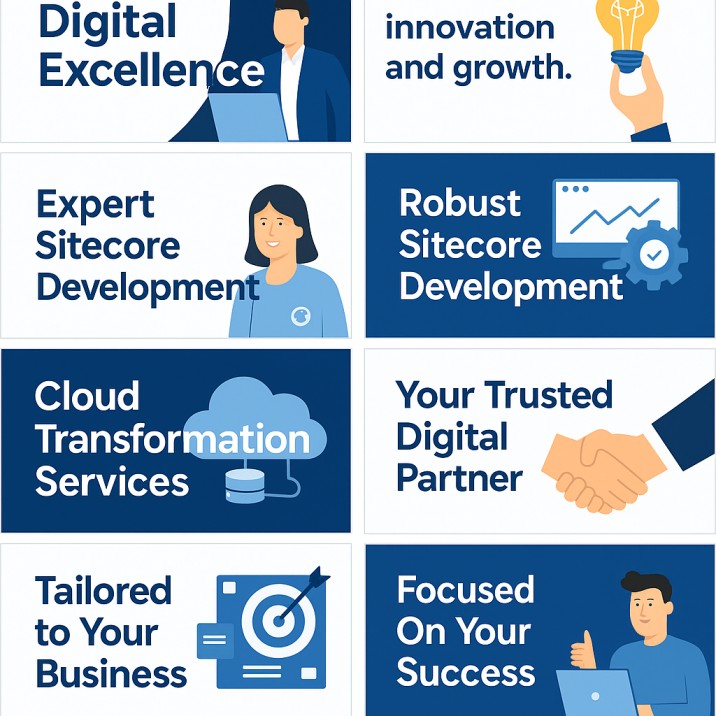 Digital
Excellence
innovation
and growth.
Expert
Sitecore
Development
Robust
Sitecore
Development
Cloud
Transformation
Services
Your Trusted
Digital
Partner
Tailored
to Your
Business
Focused
On Your
Success